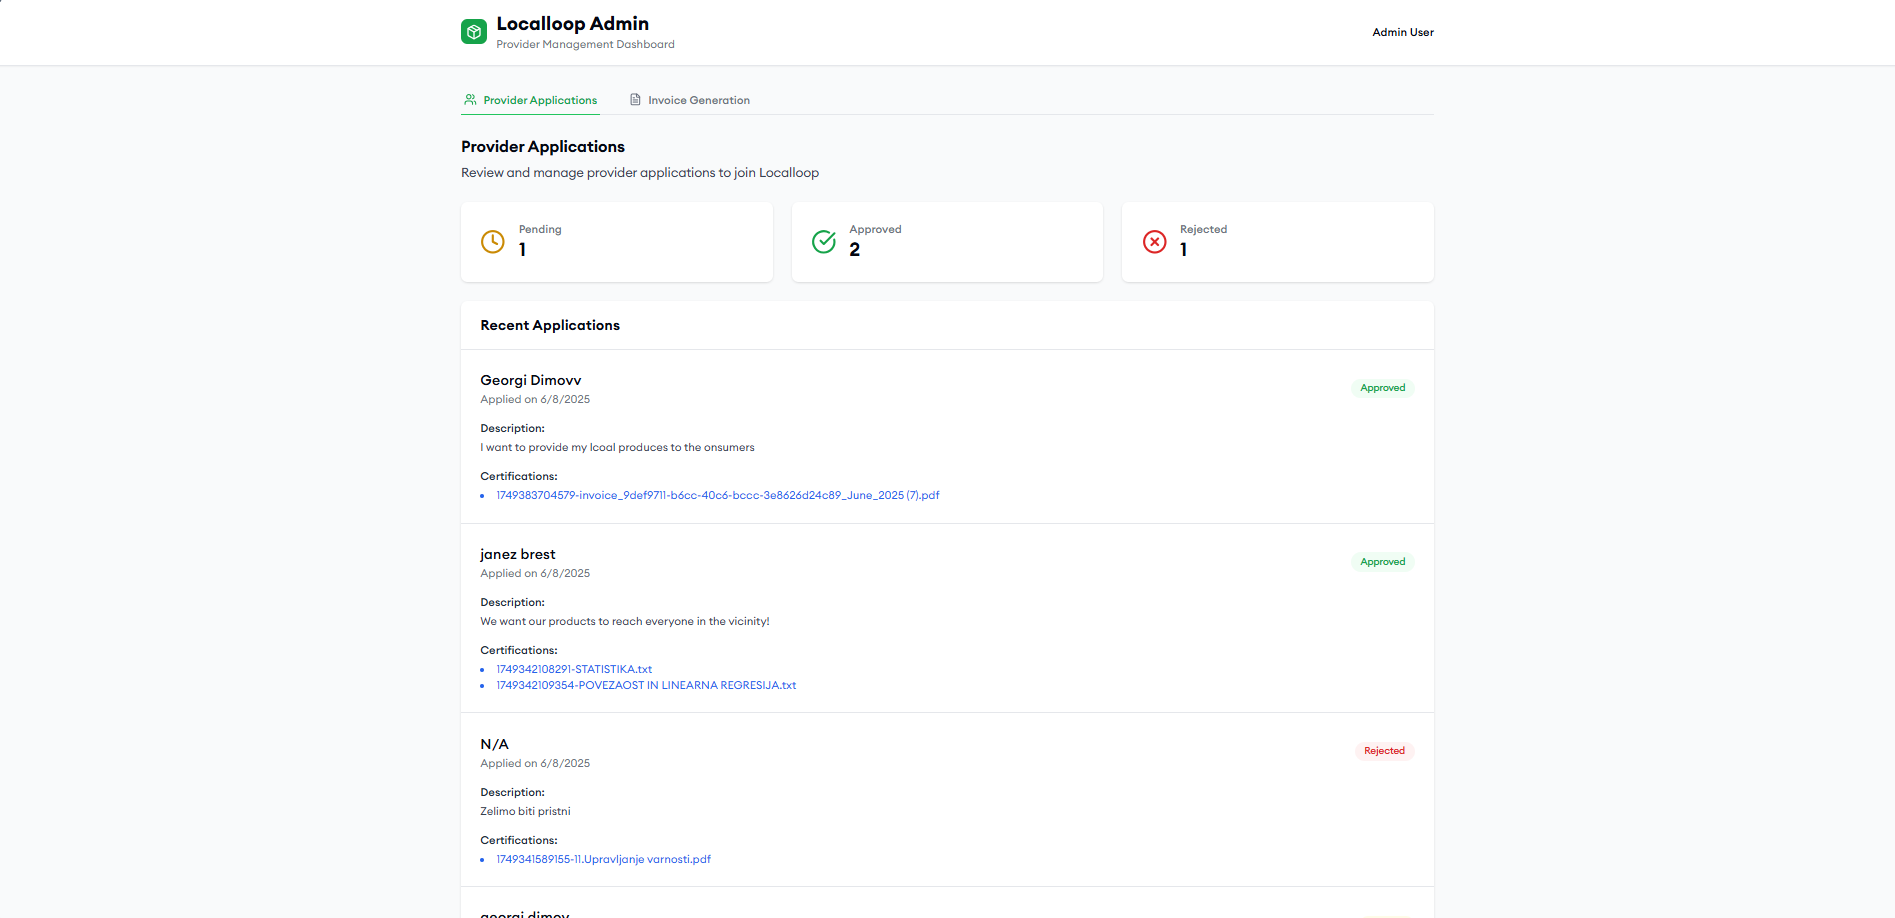 Localloop Admin
Provider Management Dashboard
Admin User
Provider Applications
Invoice Generation
Provider Applications
Review and manage provider applications to join Localloop
Pending
1
Approved
2
Rejected
1
Recent Applications
Georgi Dimovv
Approved
Applied on 6/8/2025
Description:
I want to provide my lcoal produces to the onsumers
Certifications:
1749383704579-invoice_9def9711-b6cc-40c6-bccc-3e8626d24c89_June_2025 (7).pdf
janez brest
Approved
Applied on 6/8/2025
Description:
We want our products to reach everyone in the vicinity!
Certifications:
1749342108291-STATISTIKA.txt
1749342109354-POVEZAOST IN LINEARNA REGRESIJA.txt
N/A
Rejected
Applied on 6/8/2025
Description:
Zelimo biti pristni
Certifications:
1749341589155-11.Upravljanje varnosti.pdf
georgi dimov